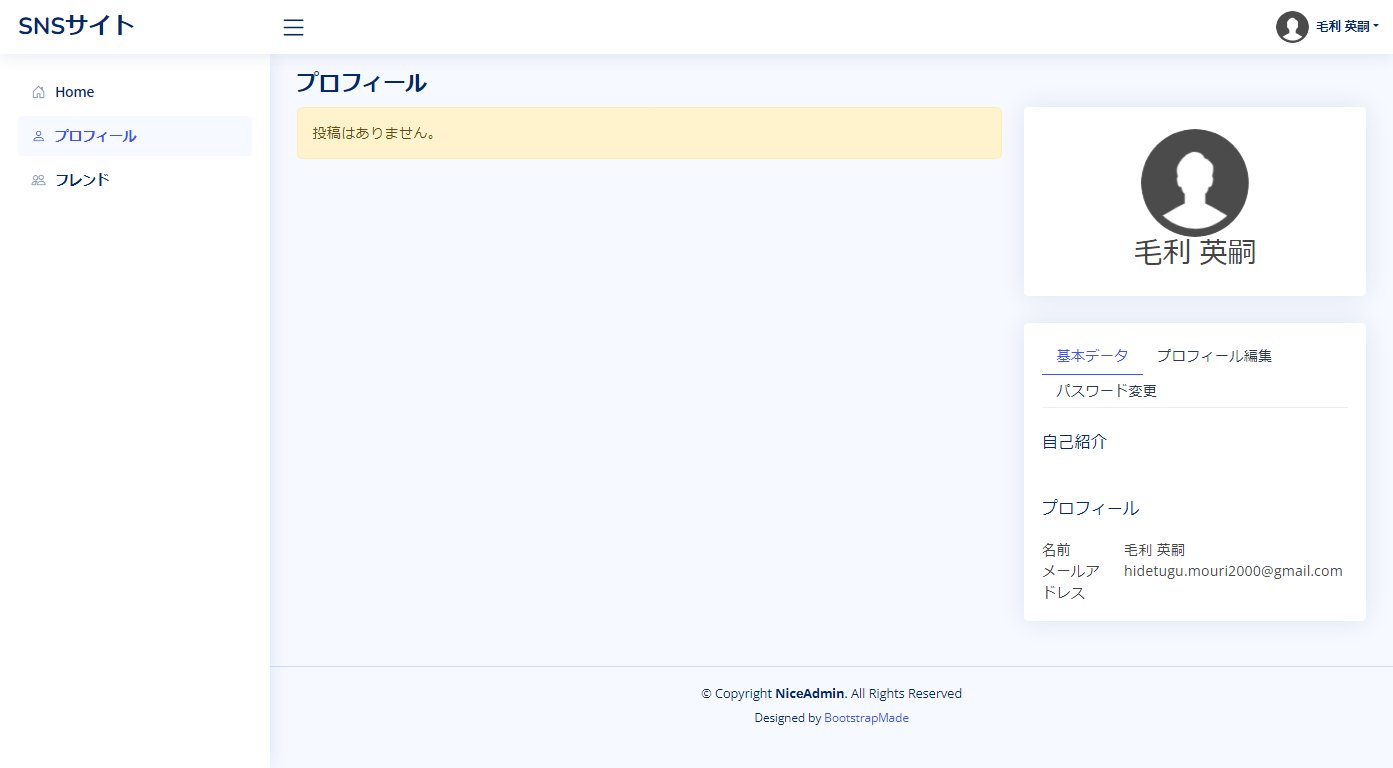 SNSサイト
毛利 英嗣
Home
プロフィール
フレンド
プロフィール
投稿はありません。
毛利 英嗣
基本データ プロフィール編集
パスワード変更
自己紹介
プロフィール
名前 毛利 英嗣
メールア hidetugu.mouri2000@gmail.com
ドレス
© Copyright NiceAdmin. All Rights Reserved
Designed by BootstrapMade